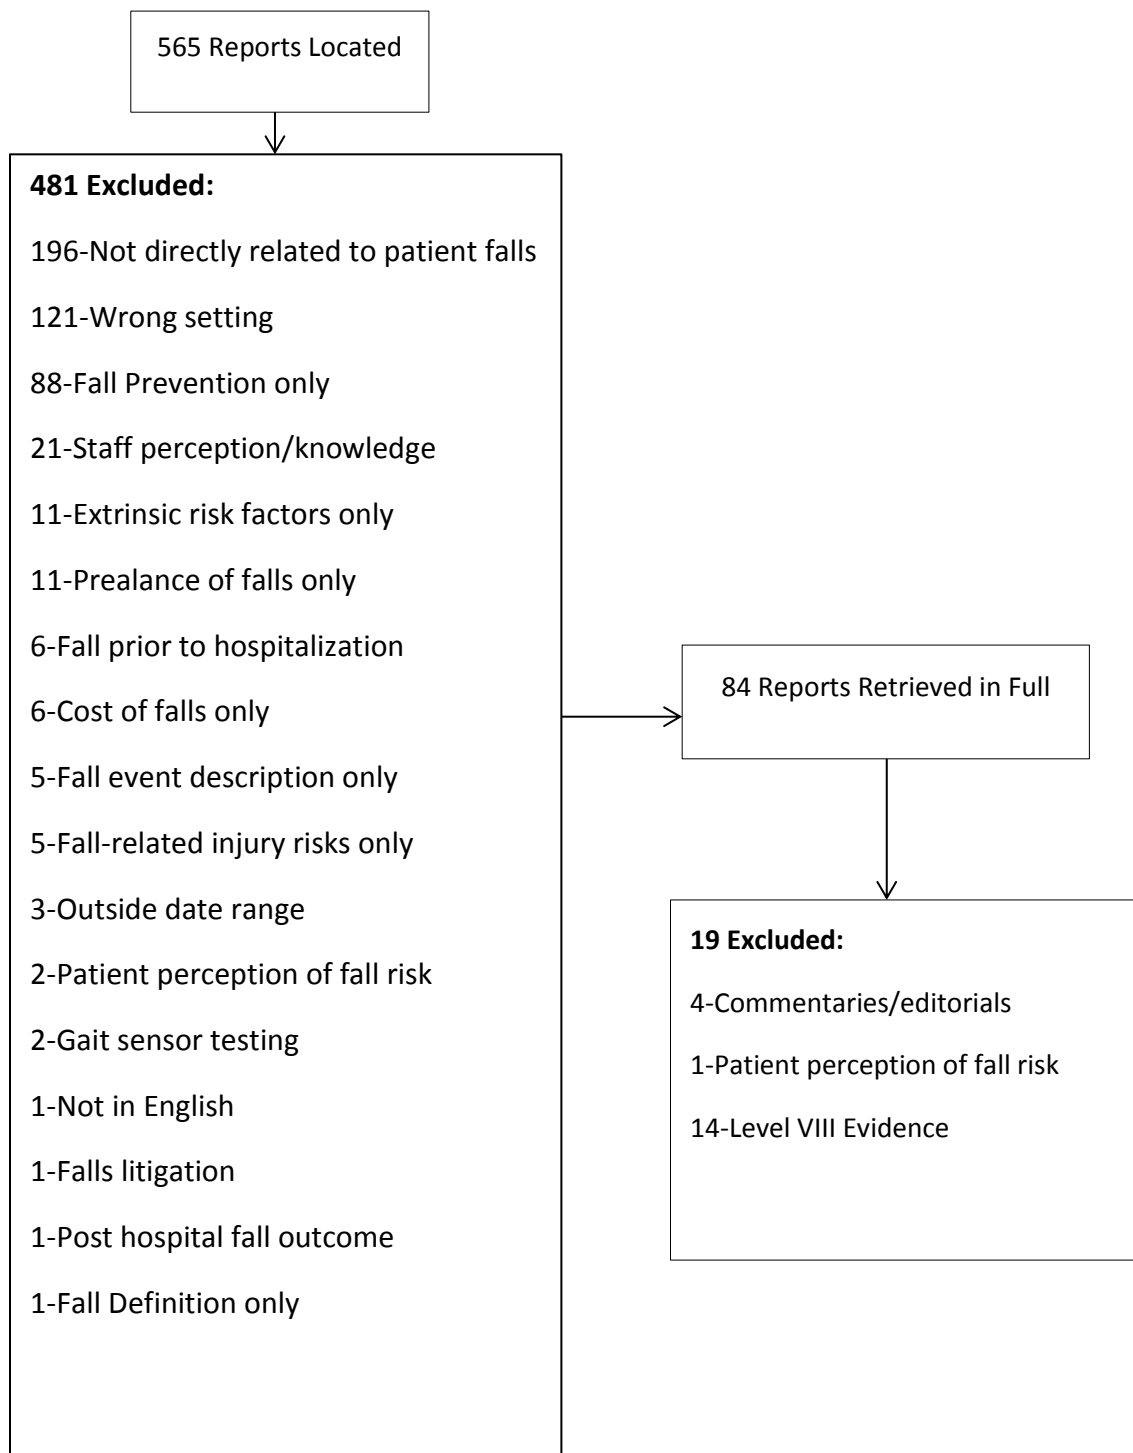 565 Reports Located
481 Excluded:
196-Not directly related to patient falls
121-Wrong setting
88-Fall Prevention only
21-Staff perception/knowledge
11-Extrinsic risk factors only
11-Prealance of falls only
6-Fall prior to hospitalization
6-Cost of falls only
5-Fall event description only
5-Fall-related injury risks only
3-Outside date range
2-Patient perception of fall risk
2-Gait sensor testing
1-Not in English
1-Falls litigation
1-Post hospital fall outcome
1-Fall Definition only
84 Reports Retrieved in Full
19 Excluded:
4-Commentaries/editorials
1-Patient perception of fall risk
14-Level VIII Evidence